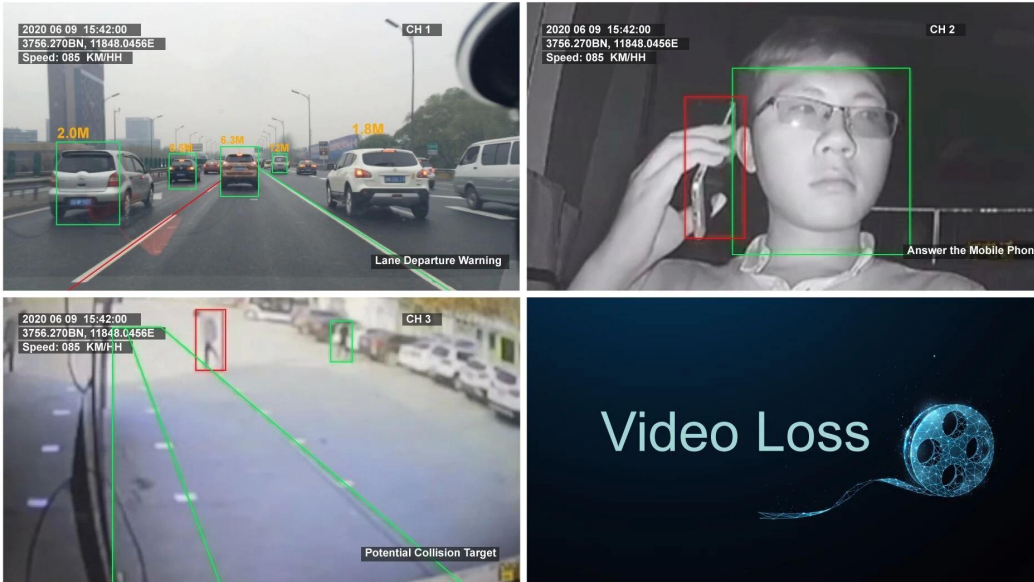 2020 06 09 15:42:00
3756.270BN, 11848.0456E
Speed: 085 KM/HH
CH 1
2.0M
6.3M
1.8M
Lane Departure Warning
2020 06 09 15:42:00
3756.270BN, 11848.0456E
Speed: 085 KM/HH
CH 2
Answer the Mobile Phon
2020 06 09 15:42:00
3756.270BN, 11848.0456E
Speed: 085 KM/HH
CH 3
Potential Collision Target
Video Loss